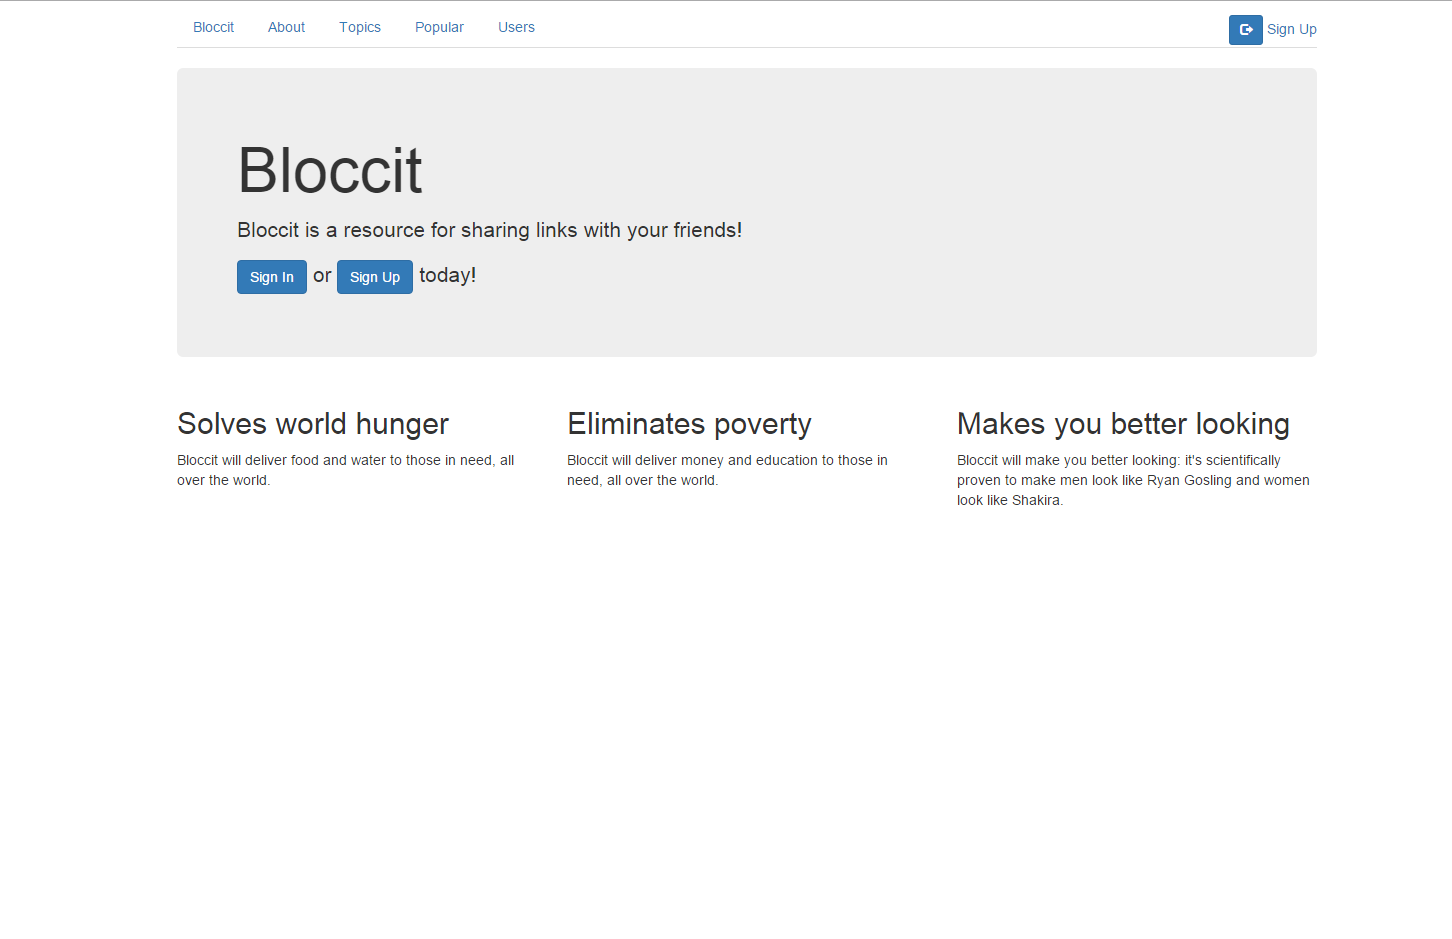 Bloccit About Topics Popular Users Sign Up
Bloccit
Bloccit is a resource for sharing links with your friends!
Sign In or Sign Up today!
Solves world hunger
Bloccit will deliver food and water to those in need, all
over the world.
Eliminates poverty
Bloccit will deliver money and education to those in
need, all over the world.
Makes you better looking
Bloccit will make you better looking: it's scientifically
proven to make men look like Ryan Gosling and women
look like Shakira.